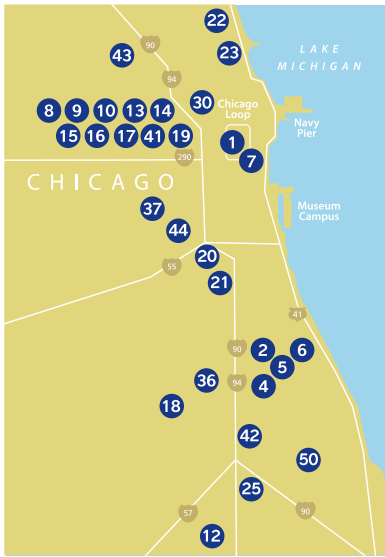 22
LAKE
MICHIGAN
90
43
23
94
30
Chicago
Loop
8 9 10 13 14
Navy
Pier
15 16 17 41 19
1
290
7
CHICAGO
Museum
Campus
37
44
20
55
21
41
90
2
6
5
36
94
4
18
42
50
25
57
90
12